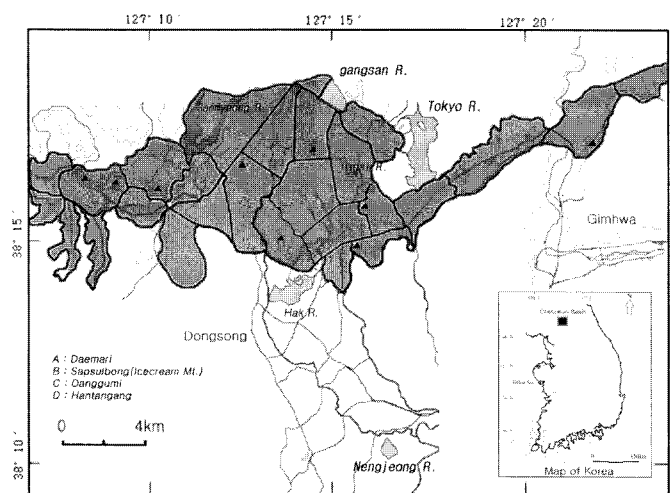 127° 10´
127° 15´
127° 20´
gangsan R.
Tokyo R.
38° 15´
Gimhwa
Hak R.
Dongsong
A : Daemari
B : Sapsulbong(Icecream Mt.)
C : Danggumi
D : Hantangang
0 4km
38° 10´
Nengjeong R.
Map of Korea